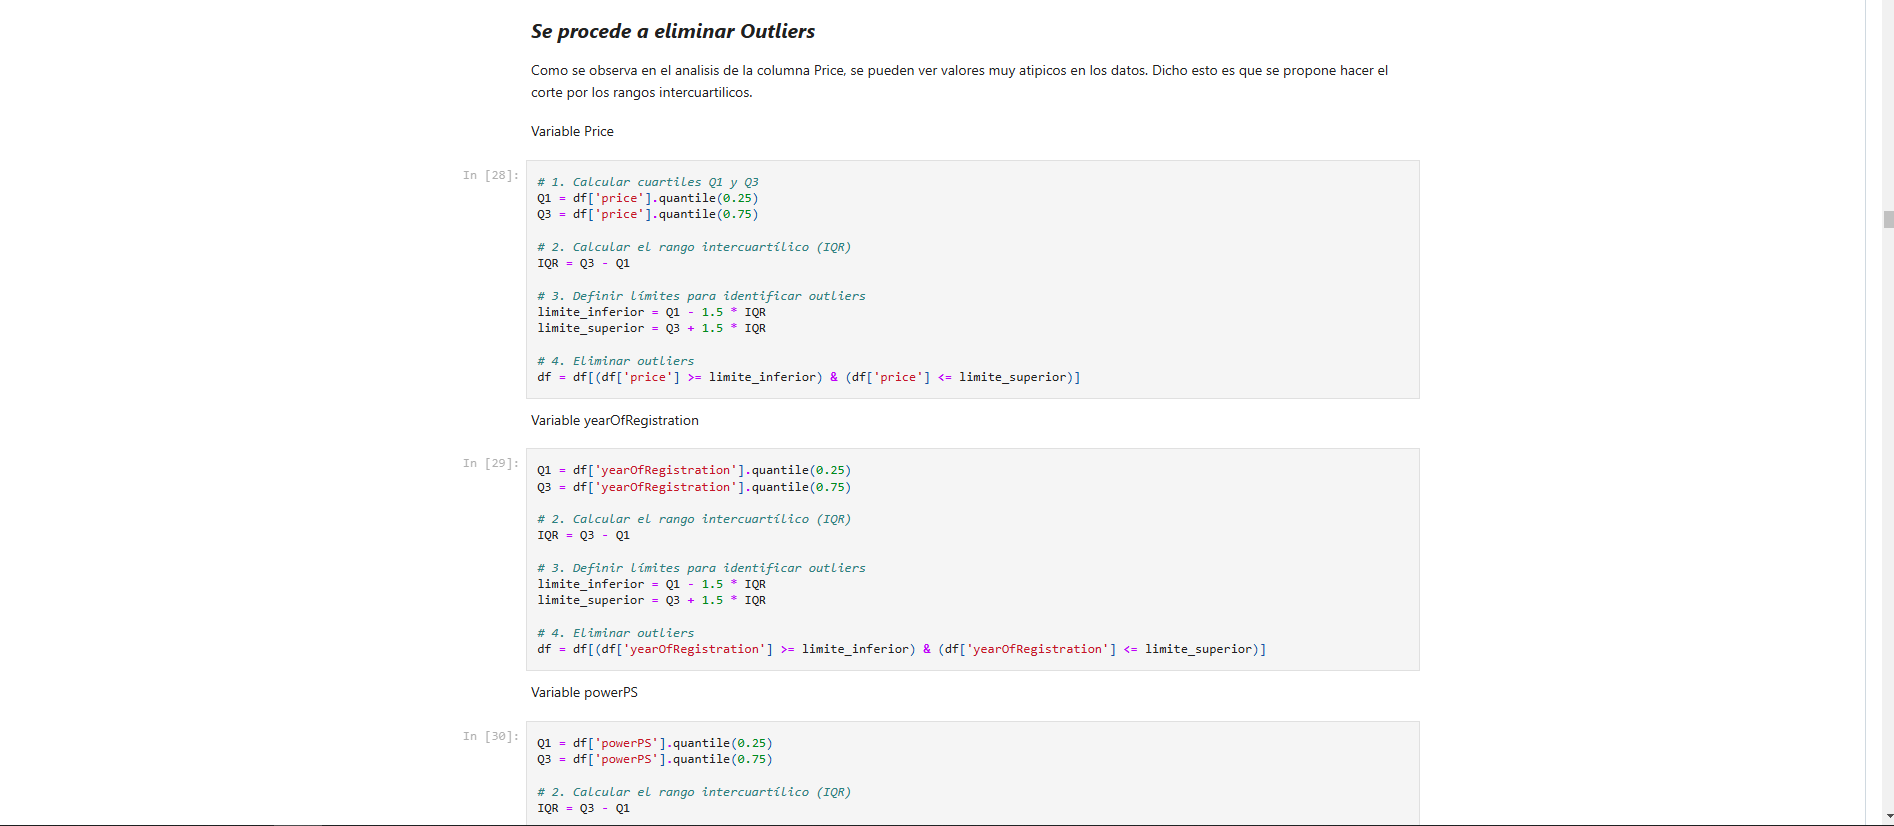 Se procede a eliminar Outliers
Como se observa en el analisis de la columna Price, se pueden ver valores muy atipicos en los datos. Dicho esto es que se propone hacer el
corte por los rangos intercuartilicos.
Variable Price
In [28]:
# 1. Calcular cuartiles Q1 y Q3
Q1 = df['price'].quantile(0.25)
Q3 = df['price'].quantile(0.75)
# 2. Calcular el rango intercuartílico (IQR)
IQR = Q3 - Q1
# 3. Definir límites para identificar outliers
limite_inferior = Q1 - 1.5 * IQR
limite_superior = Q3 + 1.5 * IQR
# 4. Eliminar outliers
df = df[(df['price'] >= limite_inferior) & (df['price'] <= limite_superior)]
Variable yearOfRegistration
In [29]:
Q1 = df['yearOfRegistration'].quantile(0.25)
Q3 = df['yearOfRegistration'].quantile(0.75)
# 2. Calcular el rango intercuartílico (IQR)
IQR = Q3 - Q1
# 3. Definir límites para identificar outliers
limite_inferior = Q1 - 1.5 * IQR
limite_superior = Q3 + 1.5 * IQR
# 4. Eliminar outliers
df = df[(df['yearOfRegistration'] >= limite_inferior) & (df['yearOfRegistration'] <= limite_superior)]
Variable powerPS
In [30]:
Q1 = df['powerPS'].quantile(0.25)
Q3 = df['powerPS'].quantile(0.75)
# 2. Calcular el rango intercuartílico (IQR)
IQR = Q3 - Q1